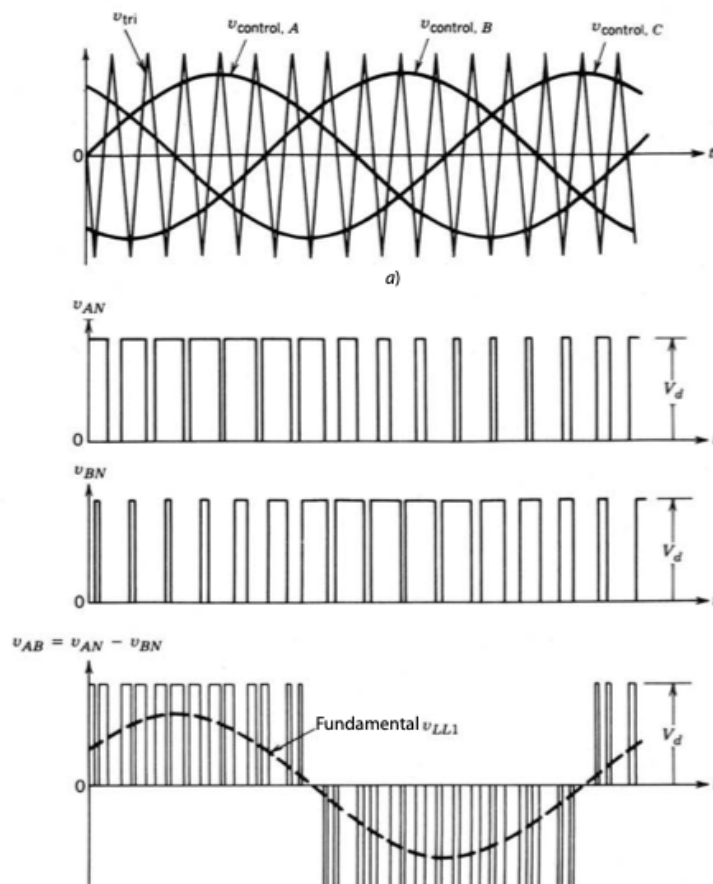 v_tri v_control, A v_control, B v_control, C
0 t
a)
v_AN
V_d
0
v_BN
V_d
0
v_AB = v_AN − v_BN
Fundamental v_LL1
V_d
0